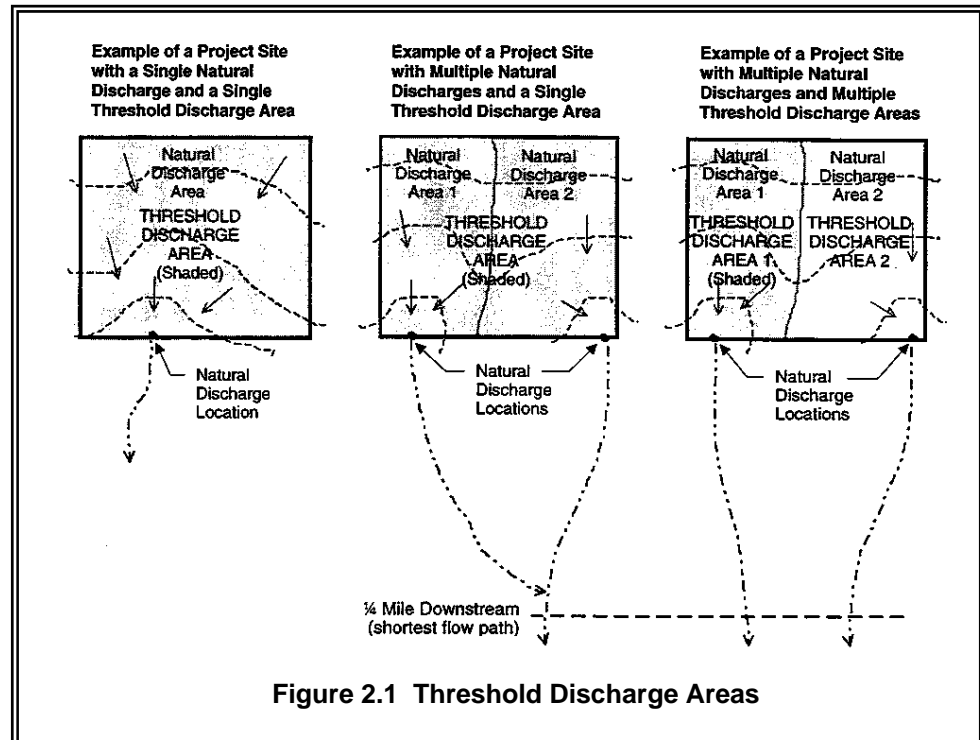 Example of a Project Site
with a Single Natural
Discharge and a Single
Threshold Discharge Area
Natural
Discharge
Area
THRESHOLD
DISCHARGE
AREA
(Shaded)
Natural
Discharge
Location
Example of a Project Site
with Multiple Natural
Discharges and a Single
Threshold Discharge Area
Natural
Discharge
Area 1
Natural
Discharge
Area 2
THRESHOLD
DISCHARGE
AREA
(Shaded)
Natural
Discharge
Locations
Example of a Project Site
with Multiple Natural
Discharges and Multiple
Threshold Discharge Areas
Natural
Discharge
Area 1
Natural
Discharge
Area 2
THRESHOLD
DISCHARGE
AREA 1
(Shaded)
THRESHOLD
DISCHARGE
AREA 2
Natural
Discharge
Locations
¼ Mile Downstream
(shortest flow path)
Figure 2.1 Threshold Discharge Areas